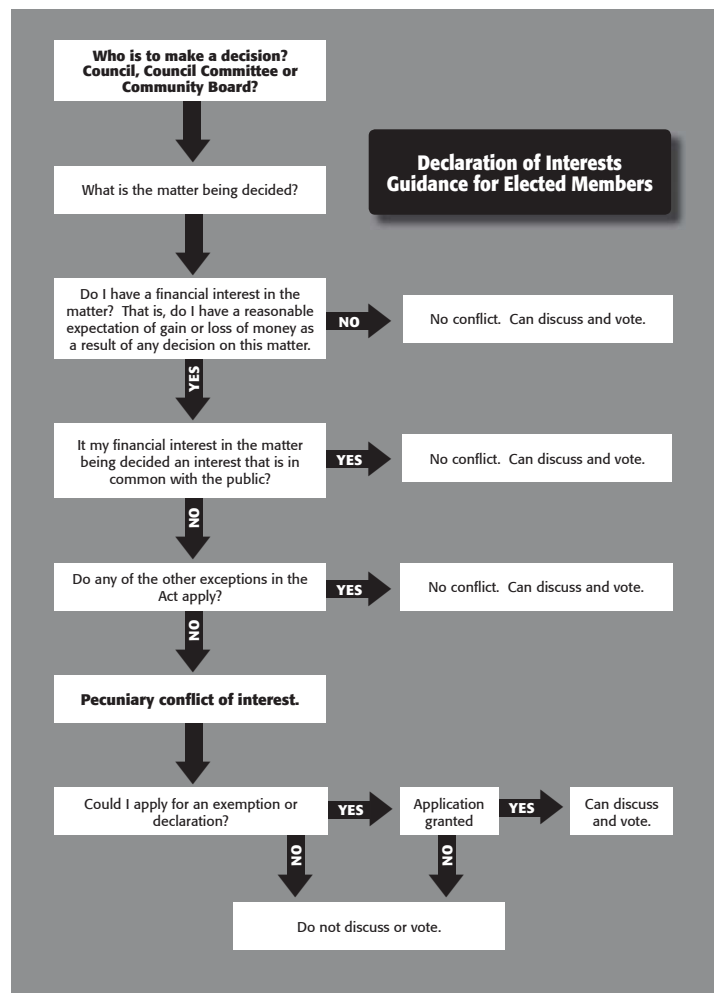 Who is to make a decision?
Council, Council Committee or
Community Board?
Declaration of Interests
Guidance for Elected Members
What is the matter being decided?
Do I have a financial interest in the
matter?  That is, do I have a reasonable
expectation of gain or loss of money as
a result of any decision on this matter.
NO
No conflict.  Can discuss and vote.
YES
It my financial interest in the matter
being decided an interest that is in
common with the public?
YES
No conflict.  Can discuss and vote.
NO
Do any of the other exceptions in the
Act apply?
YES
No conflict.  Can discuss and vote.
NO
Pecuniary conflict of interest.
Could I apply for an exemption or
declaration?
YES
Application
granted
YES
Can discuss
and vote.
NO
NO
Do not discuss or vote.